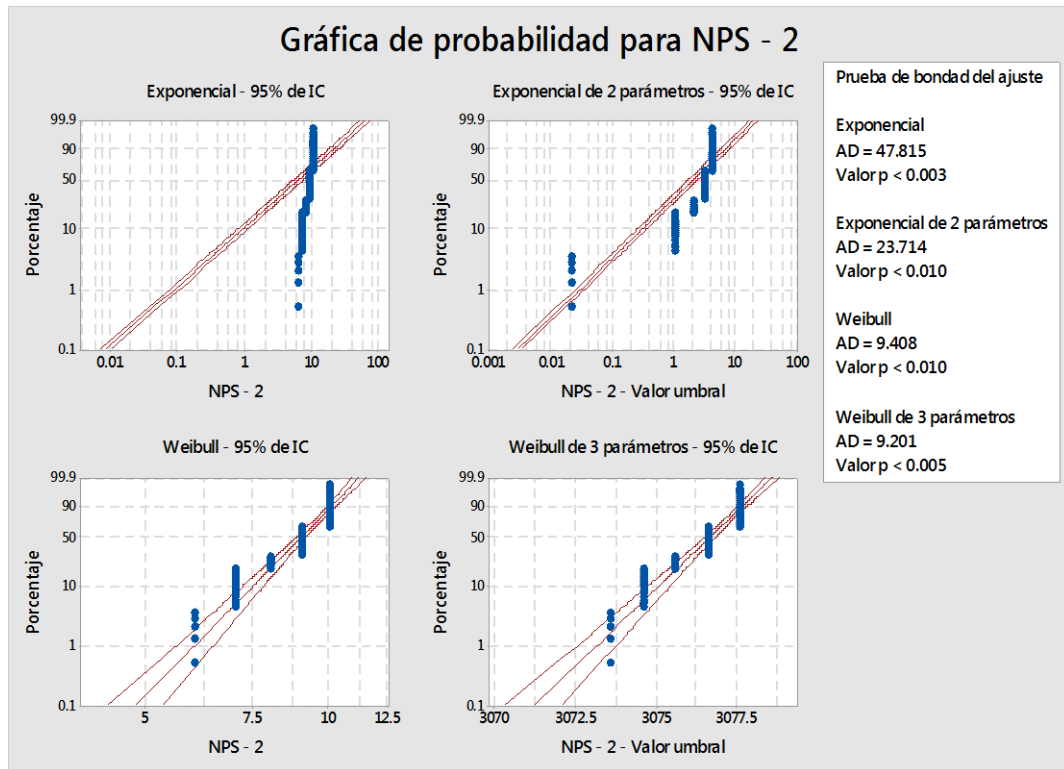 Gráfica de probabilidad para NPS - 2
Exponencial - 95% de IC
99.9
90
50
10
1
0.1
Porcentaje
0.01 0.1 1 10 100
NPS - 2
Exponencial de 2 parámetros - 95% de IC
99.9
90
50
10
1
0.1
Porcentaje
0.001 0.01 0.1 1 10 100
NPS - 2 - Valor umbral
Weibull - 95% de IC
99.9
90
50
10
1
0.1
Porcentaje
5 7.5 10 12.5
NPS - 2
Weibull de 3 parámetros - 95% de IC
99.9
90
50
10
1
0.1
Porcentaje
3070 3072.5 3075 3077.5
NPS - 2 - Valor umbral
Prueba de bondad del ajuste
Exponencial
AD = 47.815
Valor p < 0.003
Exponencial de 2 parámetros
AD = 23.714
Valor p < 0.010
Weibull
AD = 9.408
Valor p < 0.010
Weibull de 3 parámetros
AD = 9.201
Valor p < 0.005